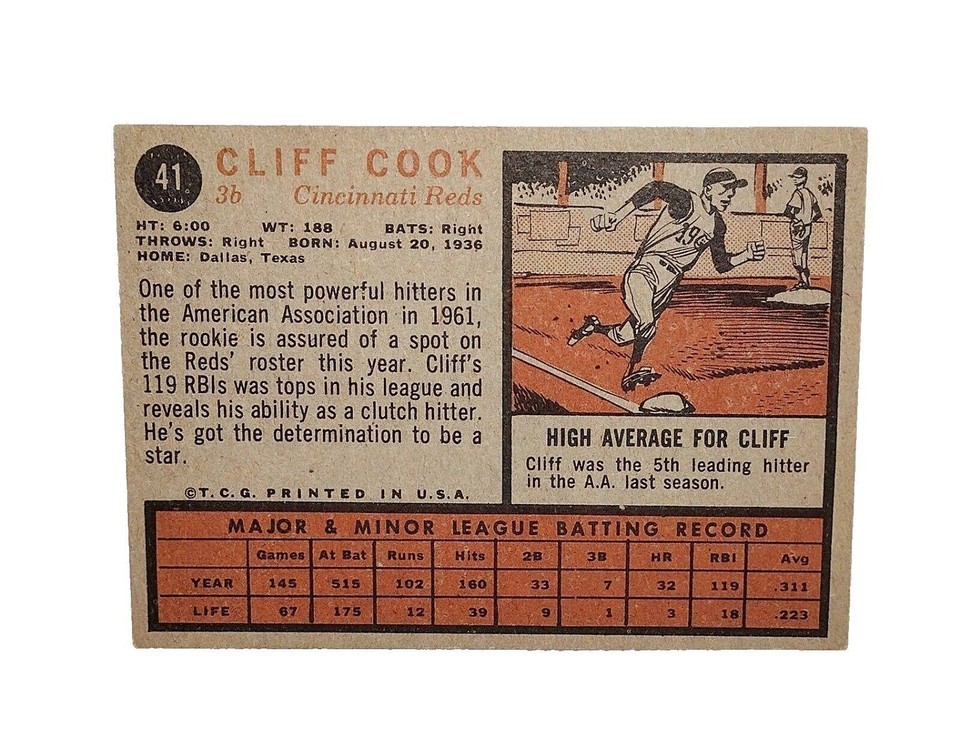 41
CLIFF COOK
3b Cincinnati Reds
HT: 6:00 WT: 188 BATS: Right
THROWS: Right BORN: August 20, 1936
HOME: Dallas, Texas
One of the most powerful hitters in
the American Association in 1961,
the rookie is assured of a spot on
the Reds' roster this year. Cliff's
119 RBIs was tops in his league and
reveals his ability as a clutch hitter.
He's got the determination to be a
star.
©T.C.G. PRINTED IN U.S.A.
HIGH AVERAGE FOR CLIFF
Cliff was the 5th leading hitter
in the A.A. last season.
MAJOR & MINOR LEAGUE BATTING RECORD
Games At Bat Runs Hits 2B 3B HR RBI Avg
YEAR 145 515 102 160 33 7 32 119 .311
LIFE 67 175 12 39 9 1 3 18 .223